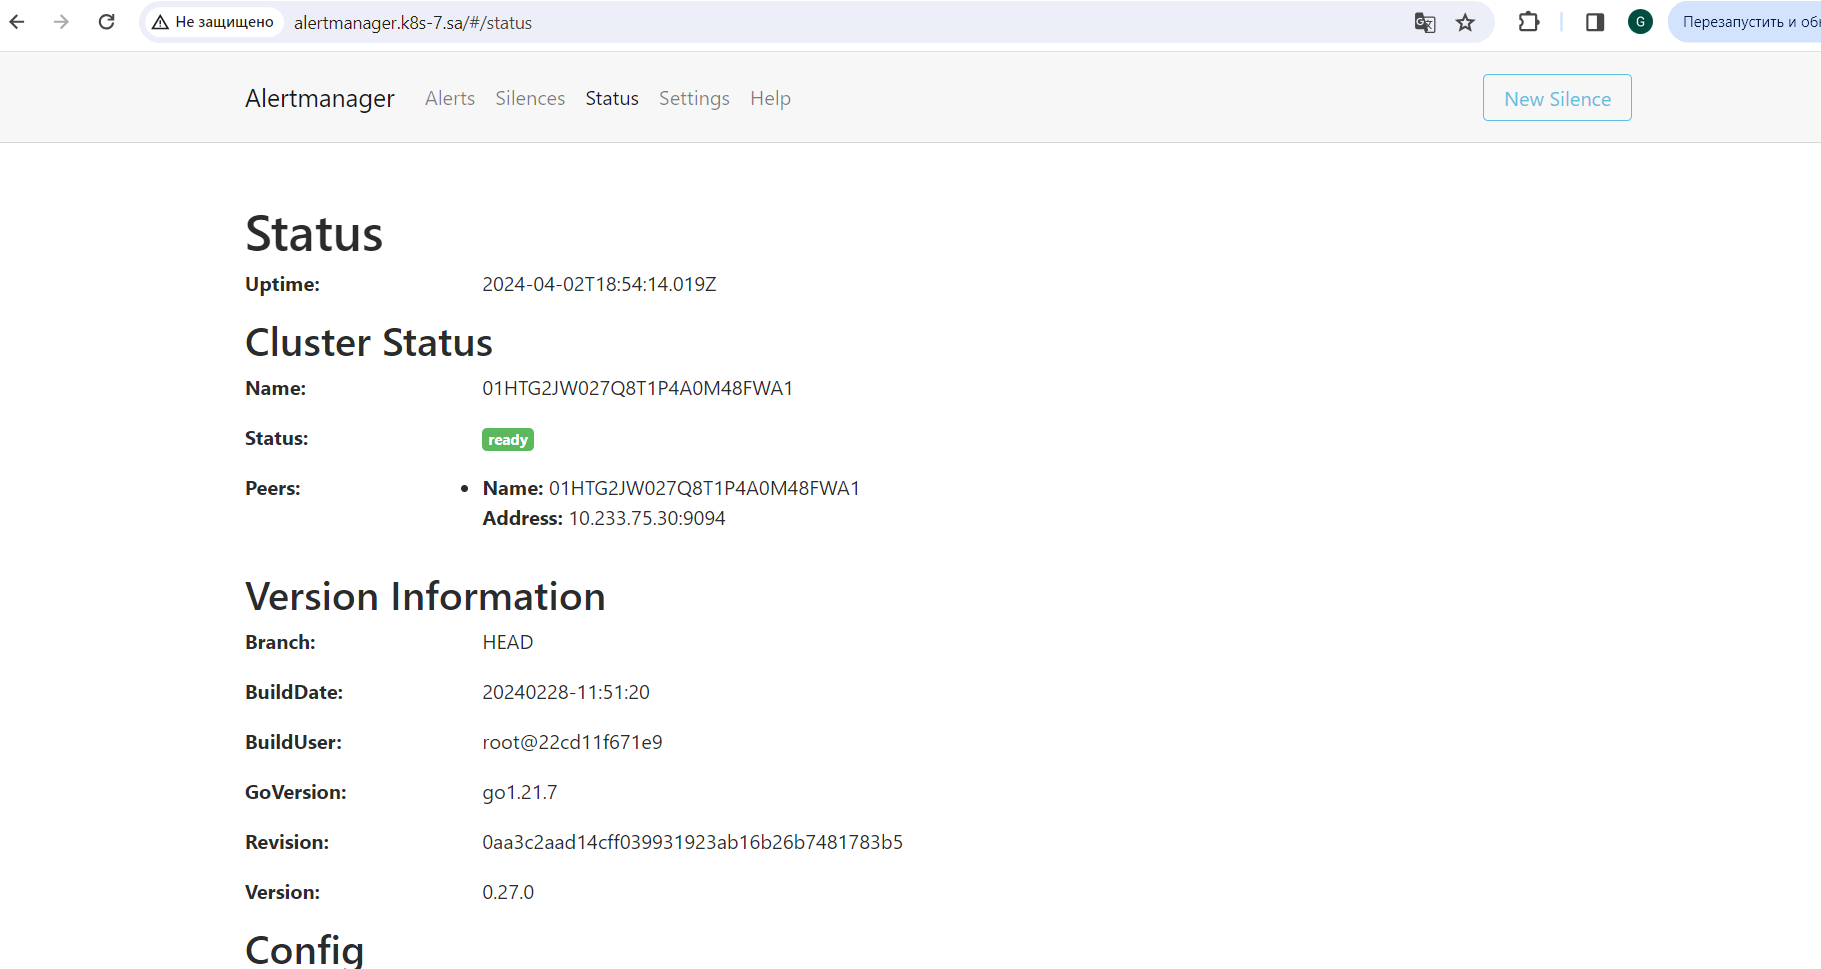 Не защищено alertmanager.k8s-7.sa/#/status G Перезапустить и об
Alertmanager Alerts Silences Status Settings Help New Silence
Status
Uptime: 2024-04-02T18:54:14.019Z
Cluster Status
Name: 01HTG2JW027Q8T1P4A0M48FWA1
Status: ready
Peers: • Name: 01HTG2JW027Q8T1P4A0M48FWA1
Address: 10.233.75.30:9094
Version Information
Branch: HEAD
BuildDate: 20240228-11:51:20
BuildUser: root@22cd11f671e9
GoVersion: go1.21.7
Revision: 0aa3c2aad14cff039931923ab16b26b7481783b5
Version: 0.27.0
Config